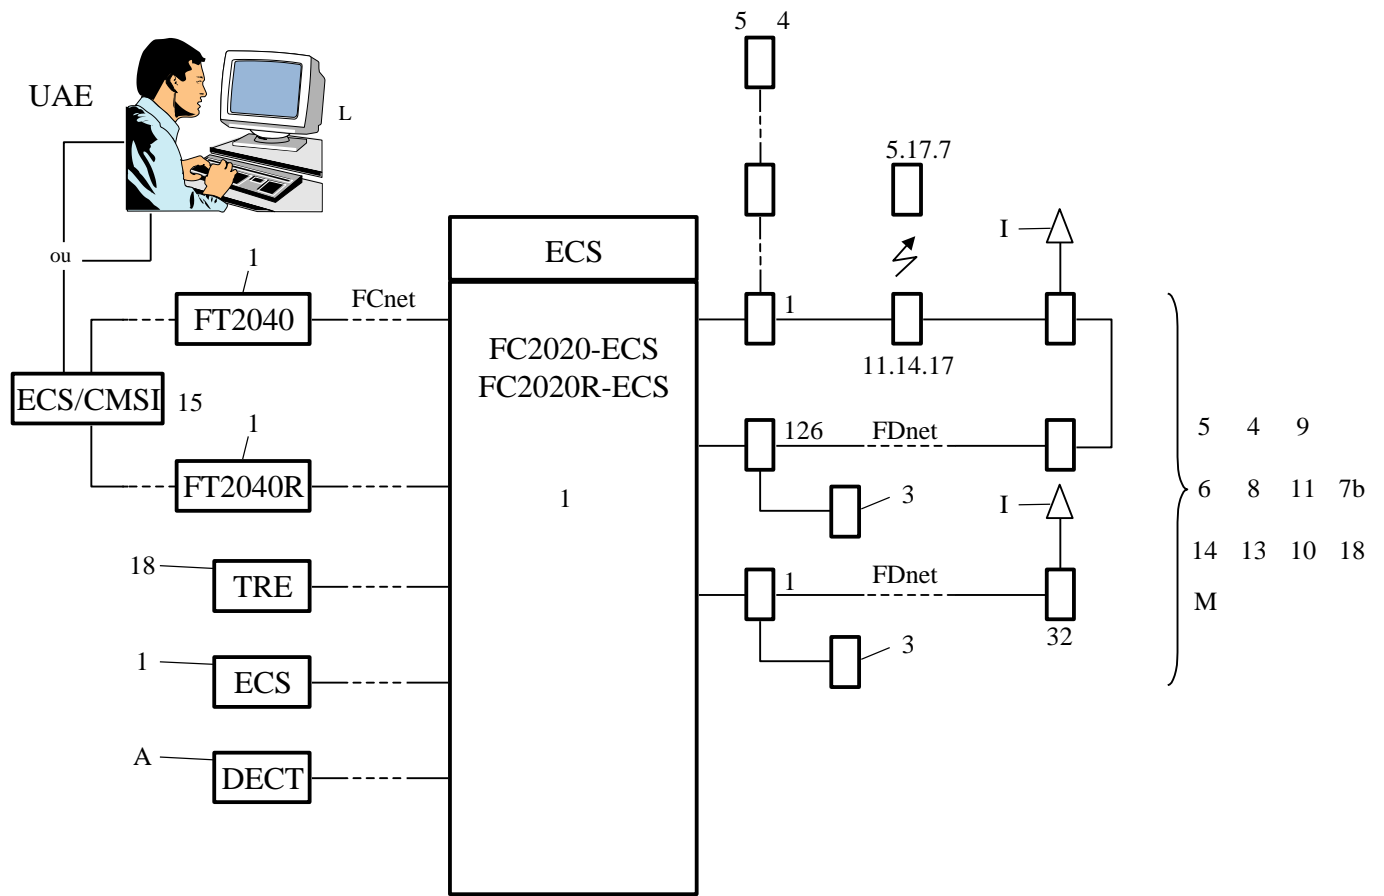 5 4
UAE
L
5.17.7
I
ou
ECS
1
FT2040
FCnet
1
FC2020-ECS
FC2020R-ECS
11.14.17
ECS/CMSI 15
1
126
FDnet
5 4 9
FT2040R
1
3
I
6 8 11 7b
14 13 10 18
18
TRE
1
FDnet
M
32
1
ECS
3
A
DECT